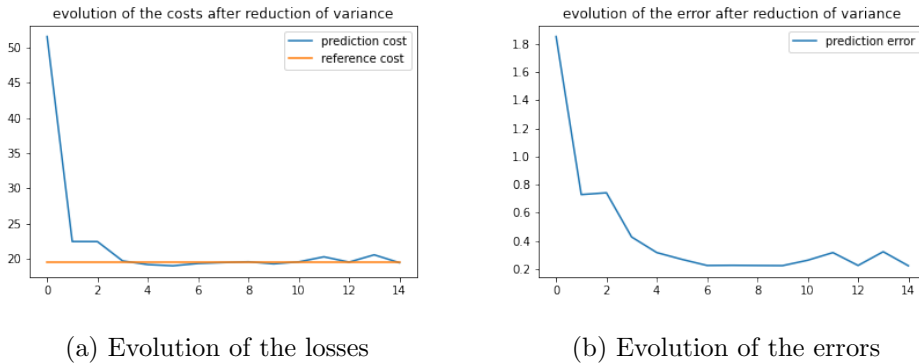 evolution of the costs after reduction of variance
prediction cost
reference cost
50
45
40
35
30
25
20
0 2 4 6 8 10 12 14
(a) Evolution of the losses
evolution of the error after reduction of variance
prediction error
1.8
1.6
1.4
1.2
1.0
0.8
0.6
0.4
0.2
0 2 4 6 8 10 12 14
(b) Evolution of the errors